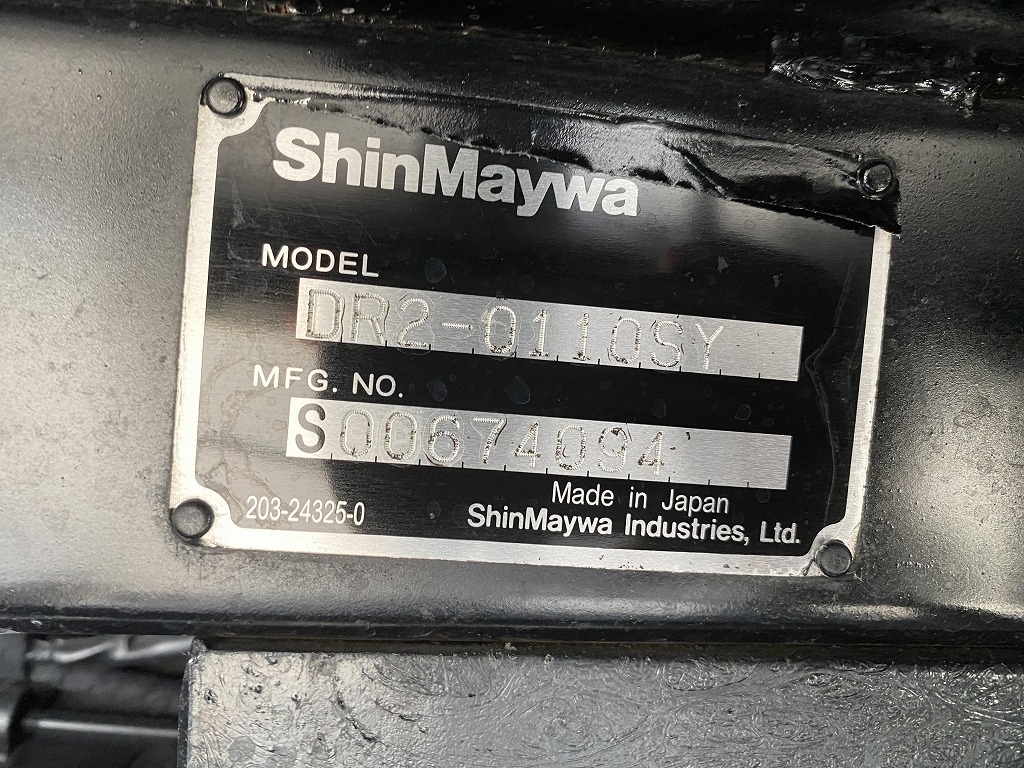 ShinMaywa
MODEL
DR2-0110SY
MFG. NO.
S00674094
203-24325-0
Made in Japan
ShinMaywa Industries, Ltd.